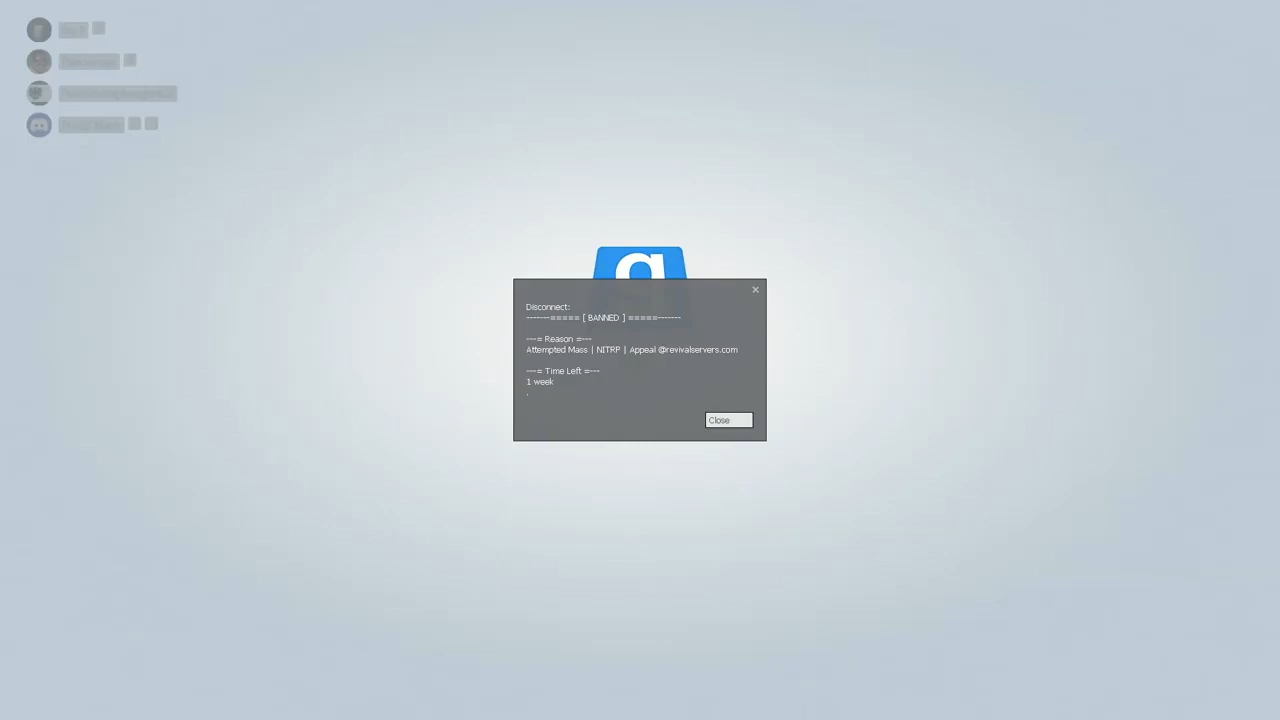 g
Disconnect:
-------===== [ BANNED ] =====-------
---= Reason =---
Attempted Mass | NITRP | Appeal @revivalservers.com
---= Time Left =---
1 week
.
Close